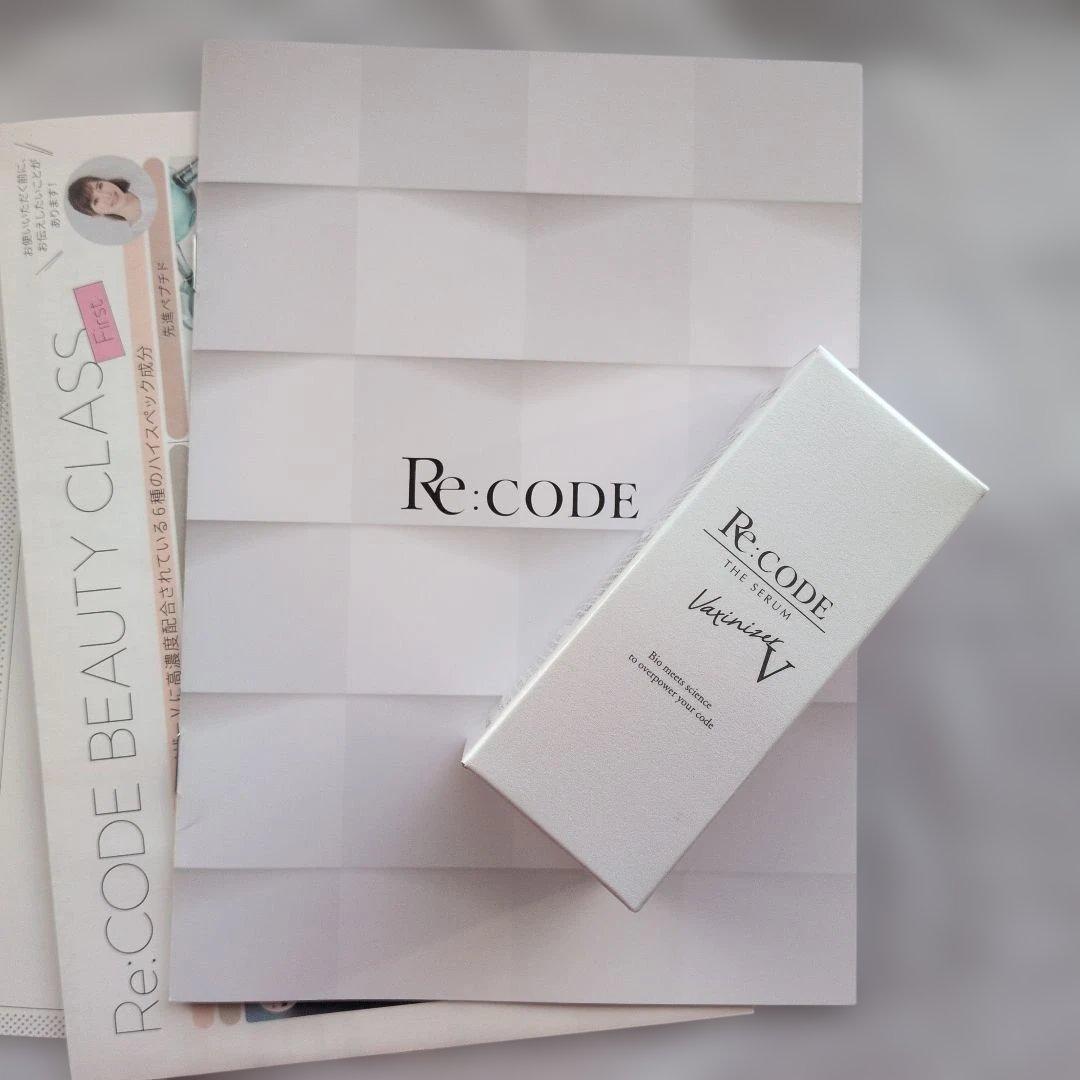 お使いいただく前に、
お伝えしたいことが
あります!
Re:CODE BEAUTY CLASS
First
に高濃度配合されている6種のハイスペック成分
先進ペプチド
Re:CODE
Re:CODE
THE SERUM
Vaxinizer
V
Bio meets science
to overpower your code